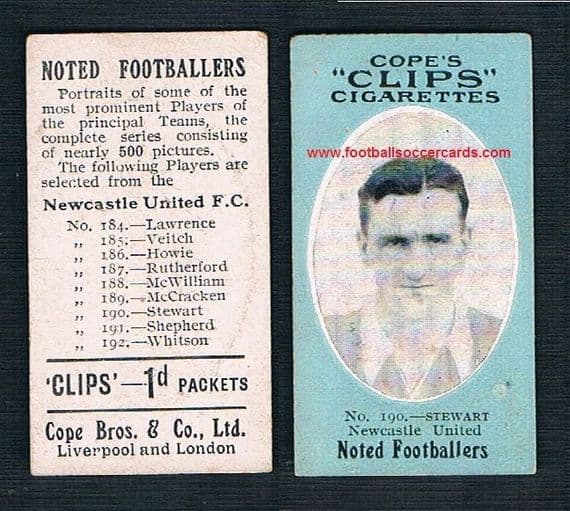 NOTED FOOTBALLERS
Portraits of some of the
most prominent Players of
the principal Teams, the
complete series consisting
of nearly 500 pictures.
The following Players are
selected from the
Newcastle United F.C.
No. 184.—Lawrence
„ 185.—Veitch
„ 186.—Howie
„ 187.—Rutherford
„ 188.—McWilliam
„ 189.—McCracken
„ 190.—Stewart
„ 191.—Shepherd
„ 192.—Whitson
'CLIPS'—1d PACKETS
Cope Bros. & Co., Ltd.
Liverpool and London
COPE'S
"CLIPS"
CIGARETTES
www.footballsoccercards.com
No. 190.—STEWART
Newcastle United
Noted Footballers